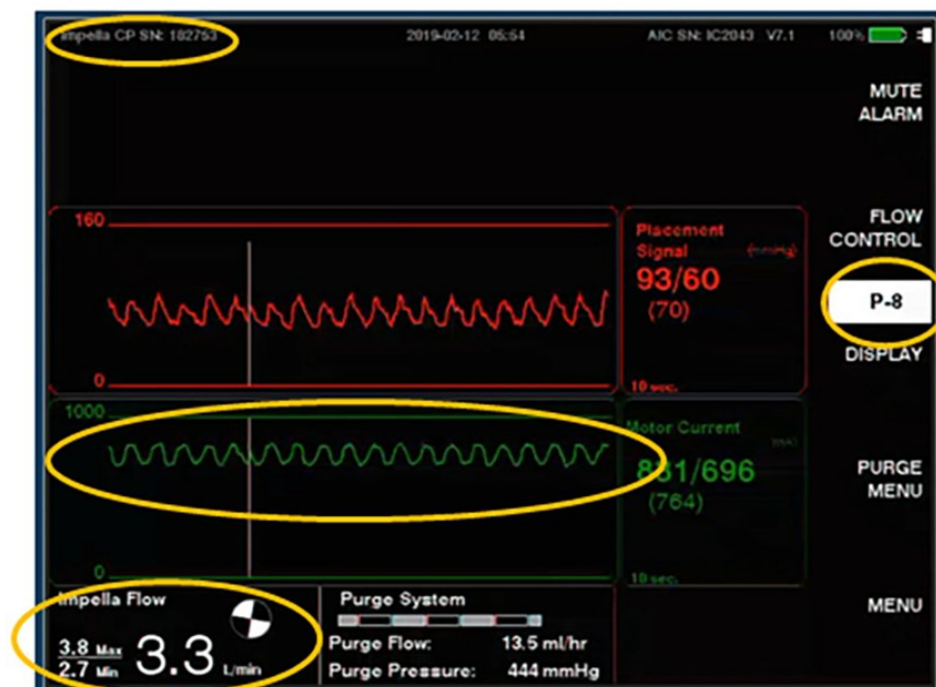 Impella CP SN: 182753 2019-02-12 05:54 AIC SN: IC2043 V7.1 100%
MUTE
ALARM
160
0
Placement
Signal (mmHg)
93/60
(70)
10 sec.
FLOW
CONTROL
P-8
DISPLAY
1000
0
Motor Current
(764)
10 sec.
PURGE
MENU
Impella Flow
3.8 Max
2.7 Min
3.3 L/min
Purge System
Purge Flow: 13.5 ml/hr
Purge Pressure: 444 mmHg
MENU